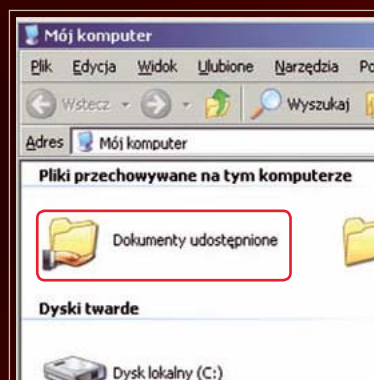 Mój komputer
Plik Edycja Widok Ulubione Narzędzia
Wstecz Wyszukaj
Adres Mój komputer
Pliki przechowywane na tym komputerze
Dokumenty udostępnione
Dyski twarde
Dysk lokalny (C:)